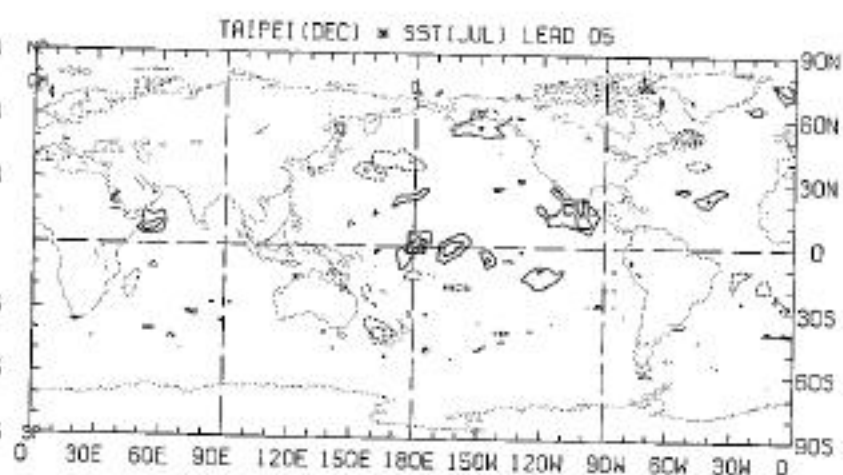 TAIPEI(DEC) * SST(JUL) LEAD 05
90N
60N
30N
0
30S
60S
90S
0 30E 60E 90E 120E 150E 180E 150W 120W 90W 60W 30W 0